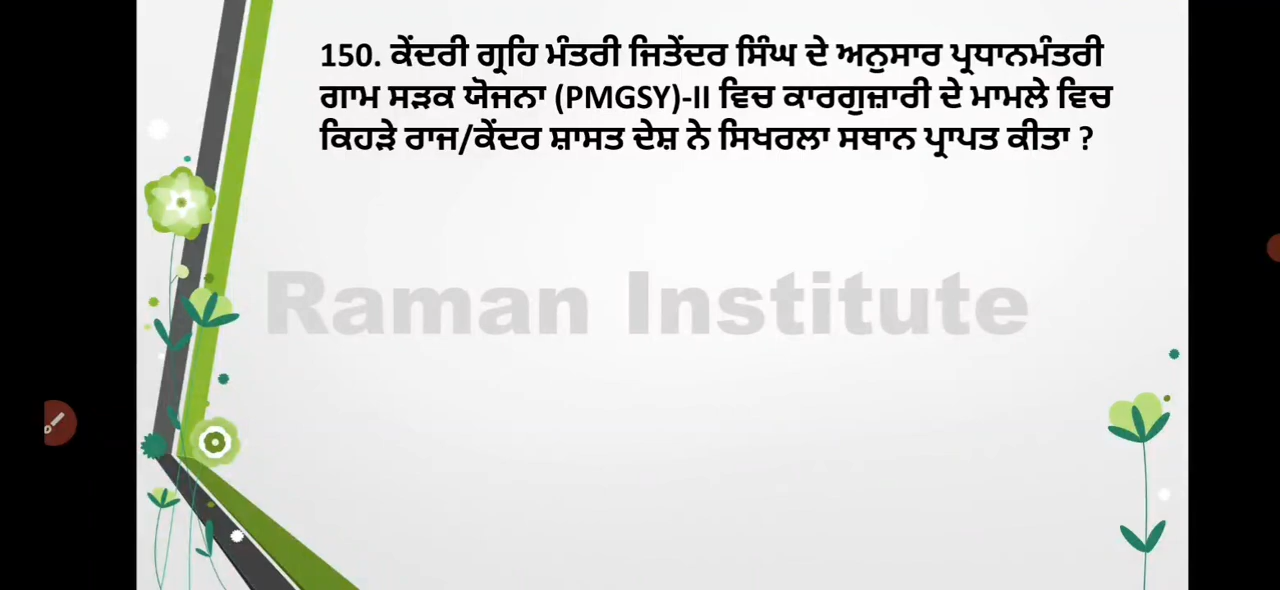 150. ਕੇਂਦਰੀ ਗ੍ਰਹਿ ਮੰਤਰੀ ਜਿਤੇਂਦਰ ਸਿੰਘ ਦੇ ਅਨੁਸਾਰ ਪ੍ਰਧਾਨਮੰਤਰੀ
ਗਾਮ ਸੜਕ ਯੋਜਨਾ (PMGSY)-II ਵਿਚ ਕਾਰਗੁਜ਼ਾਰੀ ਦੇ ਮਾਮਲੇ ਵਿਚ
ਕਿਹੜੇ ਰਾਜ/ਕੇਂਦਰ ਸ਼ਾਸਤ ਦੇਸ਼ ਨੇ ਸਿਖਰਲਾ ਸਥਾਨ ਪ੍ਰਾਪਤ ਕੀਤਾ ?
Raman Institute